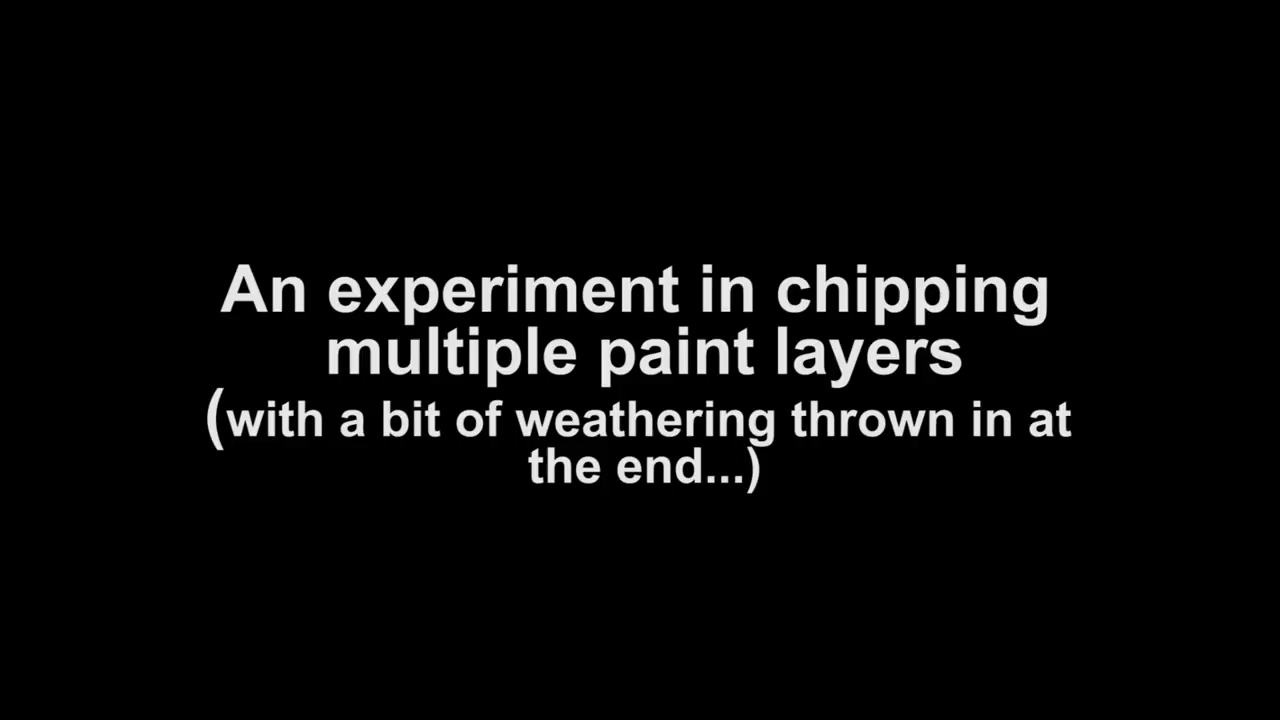 An experiment in chipping
multiple paint layers
(with a bit of weathering thrown in at
the end...)